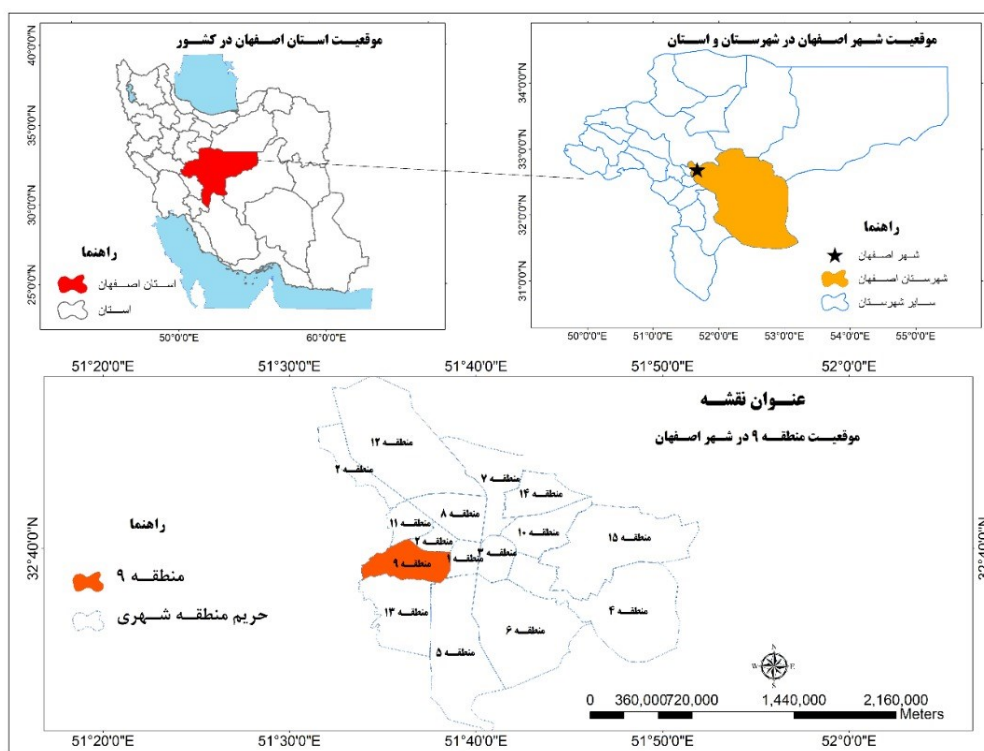 موقعیت استان اصفهان در کشور
40°0'0"N
35°0'0"N
30°0'0"N
25°0'0"N
50°0'0"E
60°0'0"E
راهنما
استان اصفهان
استان
موقعیت شهر اصفهان در شهرستان و استان
34°0'0"N
33°0'0"N
32°0'0"N
31°0'0"N
راهنما
شهر اصفهان
شهرستان اصفهان
سایر شهرستان
50°0'0"E
51°0'0"E
52°0'0"E
53°0'0"E
54°0'0"E
55°0'0"E
51°20'0"E
51°30'0"E
51°40'0"E
51°50'0"E
52°0'0"E
عنوان نقشه
موقعیت منطقه ۹ در شهر اصفهان
منطقه ۱۲
منطقه ۲
منطقه ۷
منطقه ۱۴
منطقه ۸
منطقه ۱۱
منطقه ۱۰
منطقه ۱۵
منطقه ۲
منطقه ۳
منطقه ۱
منطقه ۹
منطقه ۱۳
منطقه ۶
منطقه ۴
منطقه ۵
راهنما
منطقه ۹
حریم منطقه شهری
32°40'0"N
32°40'0"N
N
S
0
360,000
720,000
1,440,000
2,160,000
Meters
51°20'0"E
51°30'0"E
51°40'0"E
51°50'0"E
52°0'0"E